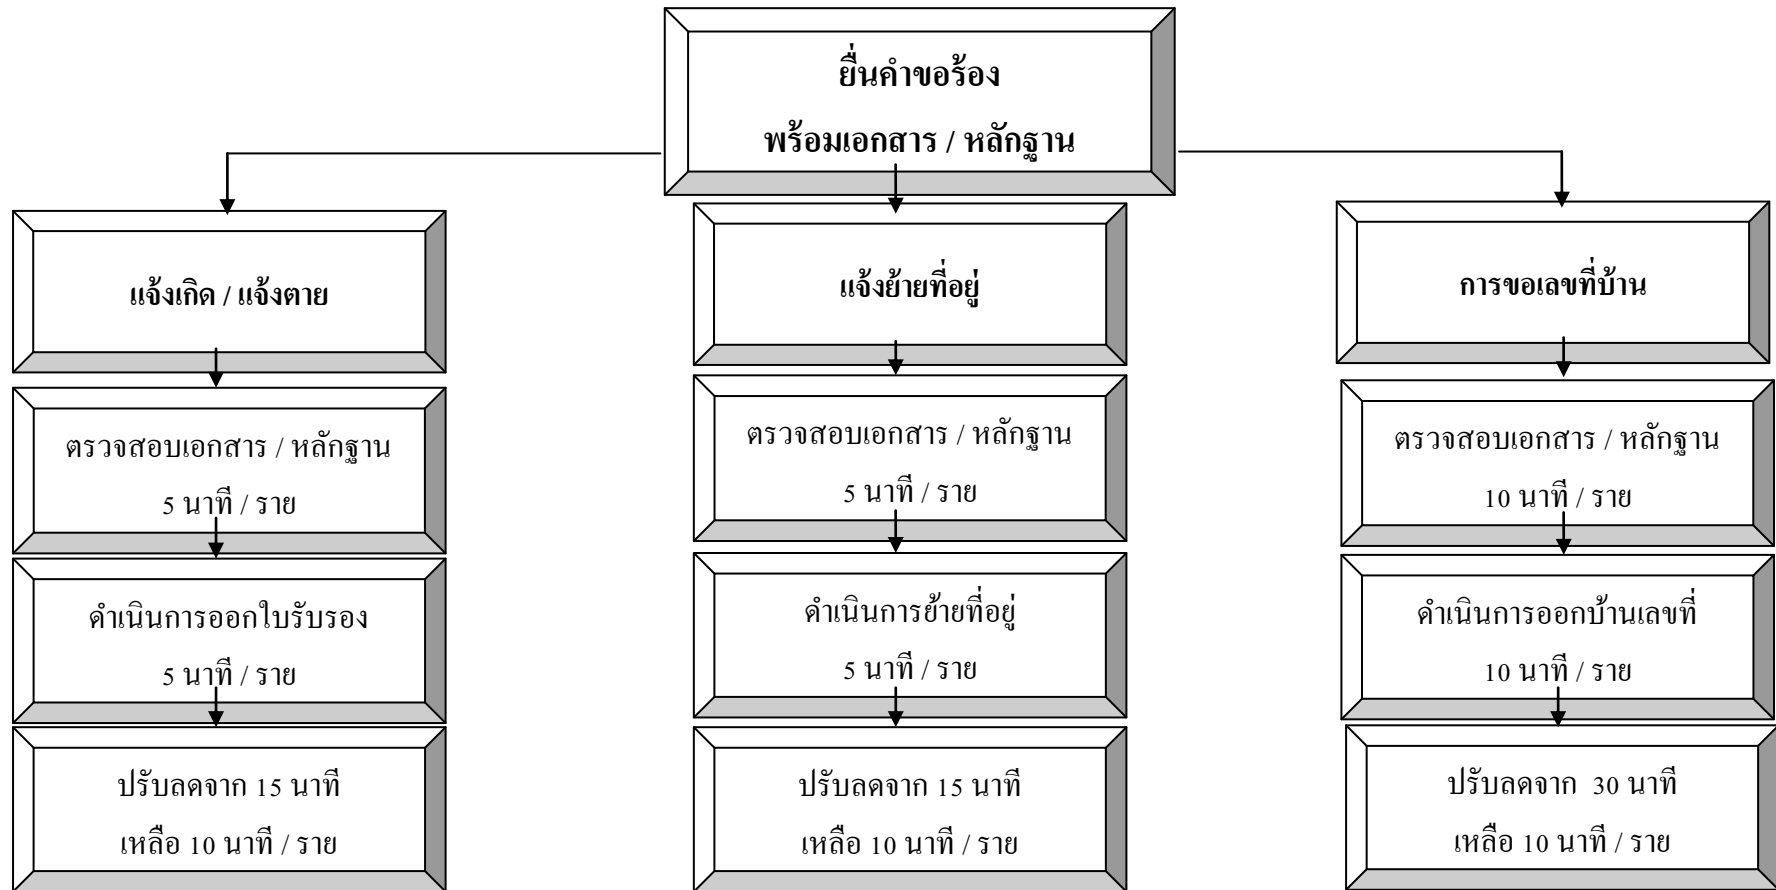 ยื่นคำขอร้อง
พร้อมเอกสาร / หลักฐาน
แจ้งเกิด / แจ้งตาย
ตรวจสอบเอกสาร / หลักฐาน
5 นาที / ราย
ดำเนินการออกใบรับรอง
5 นาที / ราย
ปรับลดจาก 15 นาที
เหลือ 10 นาที / ราย
แจ้งย้ายที่อยู่
ตรวจสอบเอกสาร / หลักฐาน
5 นาที / ราย
ดำเนินการย้ายที่อยู่
5 นาที / ราย
ปรับลดจาก 15 นาที
เหลือ 10 นาที / ราย
การขอเลขที่บ้าน
ตรวจสอบเอกสาร / หลักฐาน
10 นาที / ราย
ดำเนินการออกบ้านเลขที่
10 นาที / ราย
ปรับลดจาก 30 นาที
เหลือ 10 นาที / ราย